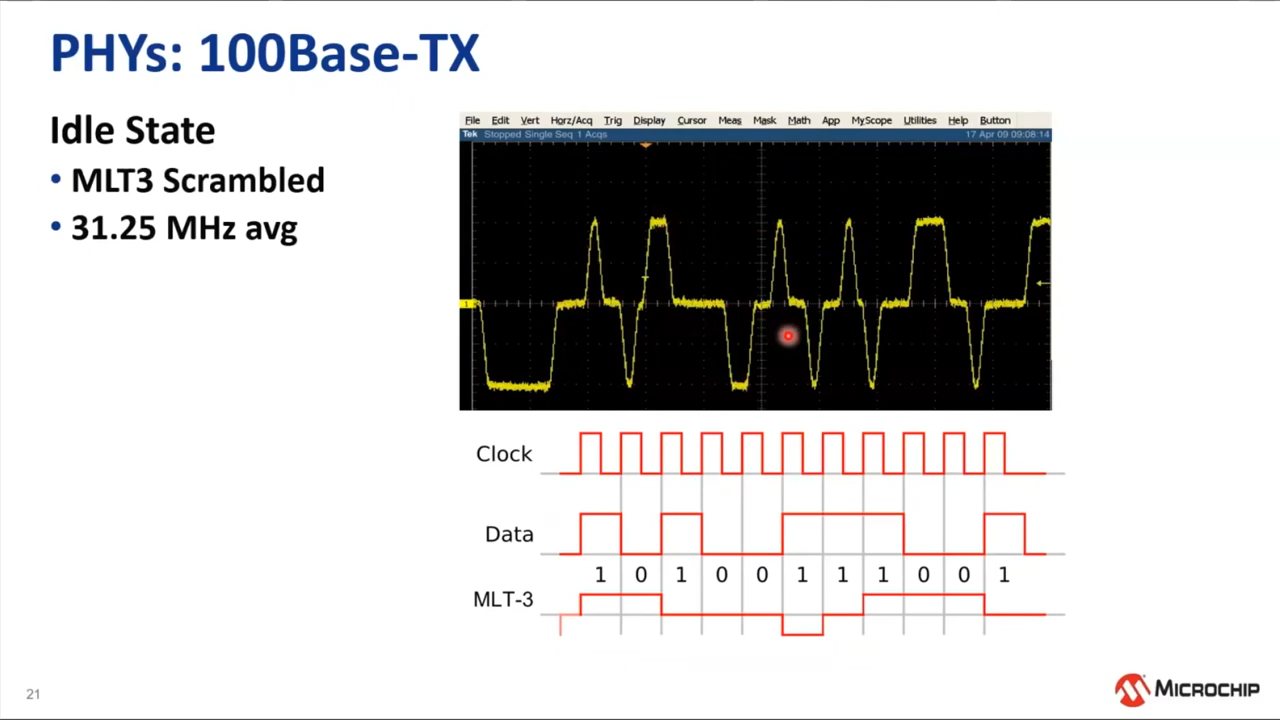 PHYs: 100Base-TX
Idle State
• MLT3 Scrambled
• 31.25 MHz avg
File Edit Vert Horz/Acq Trig Display Cursor Meas Mask Math App MyScope Utilities Help Button
Tek Stopped Single Seq 1 Acqs 17 Apr 09 09:08:14
T
1
Clock
Data
1 0 1 0 0 1 1 1 0 0 1
MLT-3
21
MICROCHIP